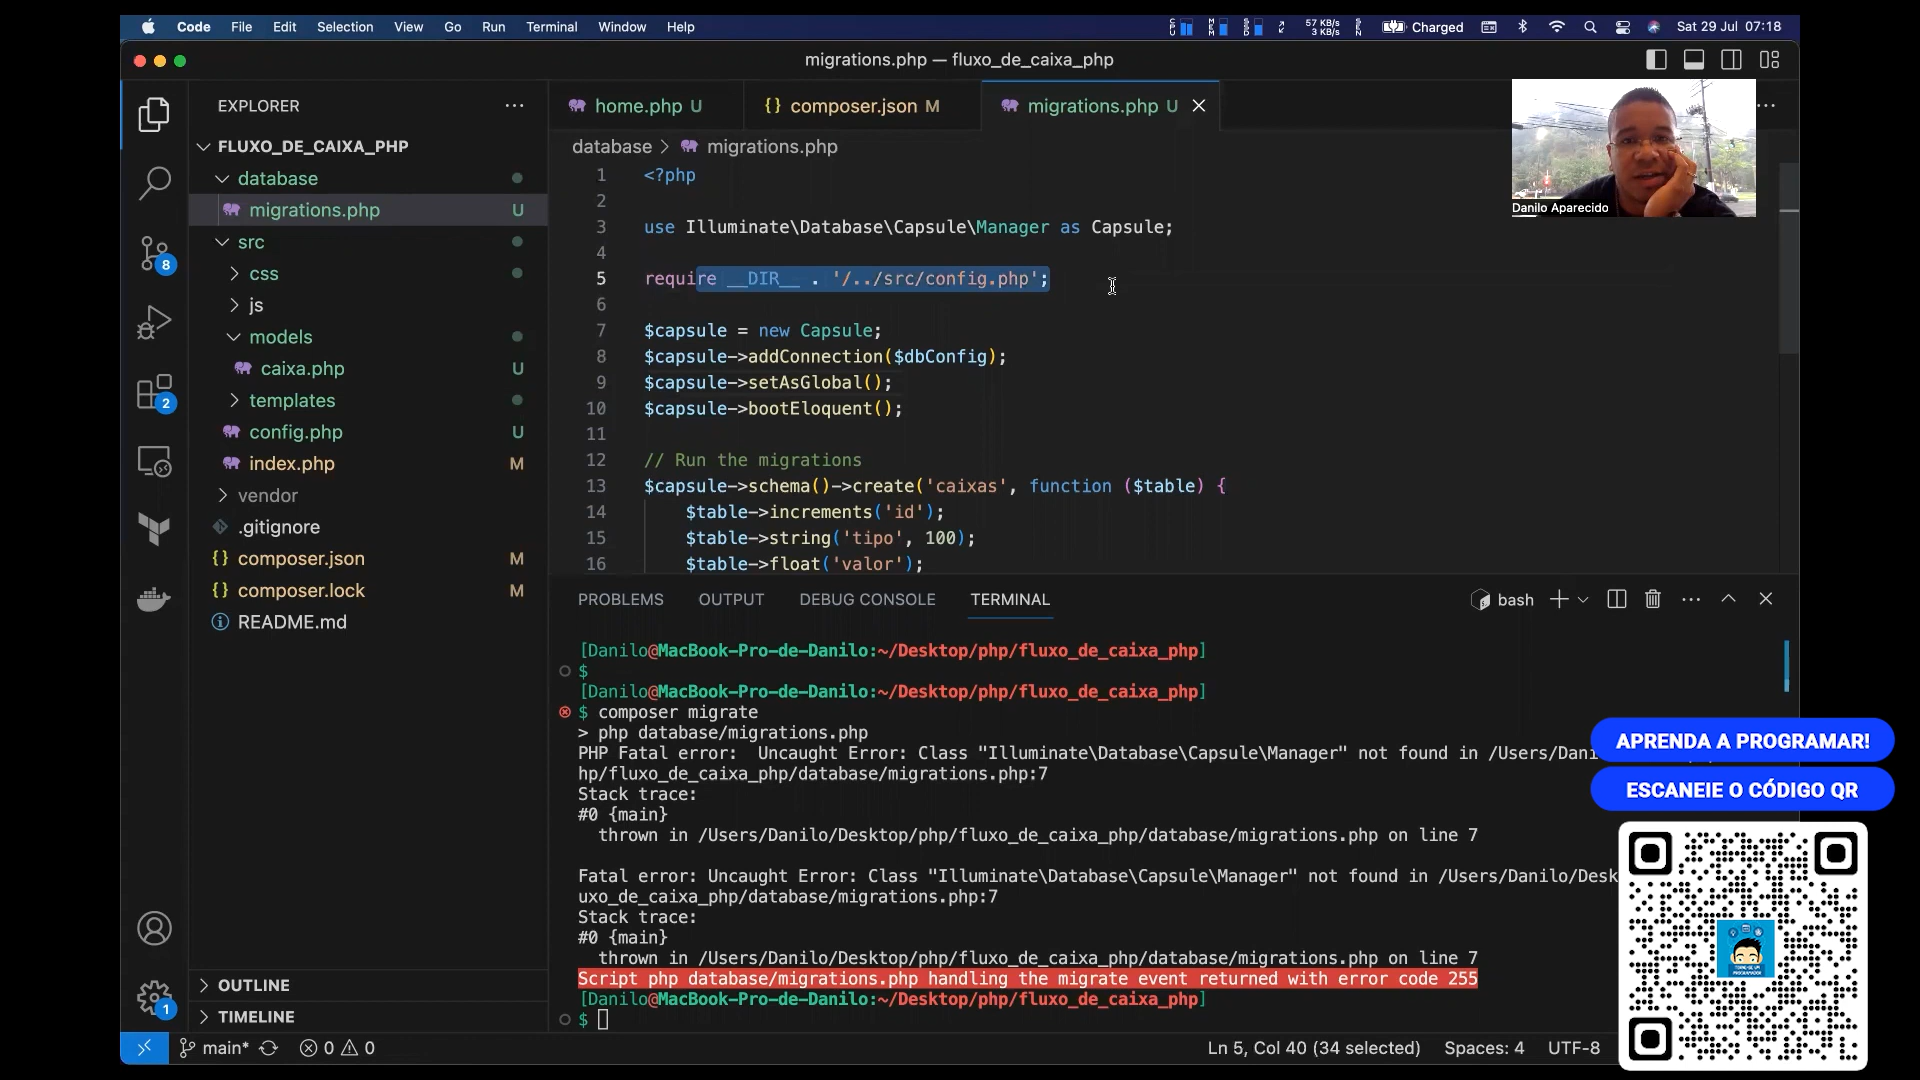 Code File Edit Selection View Go Run Terminal Window Help
57 KB/s
3 KB/s
Charged
Sat 29 Jul 07:18
migrations.php — fluxo_de_caixa_php
EXPLORER
FLUXO_DE_CAIXA_PHP
database
migrations.php U
src
css
js
models
caixa.php U
templates
config.php U
index.php M
vendor
.gitignore
composer.json M
composer.lock M
README.md
OUTLINE
TIMELINE
8
2
1
home.php U
composer.json M
migrations.php U
database > migrations.php
1 <?php
2
3 use Illuminate\Database\Capsule\Manager as Capsule;
4
5 require __DIR__ . '/../src/config.php';
6
7 $capsule = new Capsule;
8 $capsule->addConnection($dbConfig);
9 $capsule->setAsGlobal();
10 $capsule->bootEloquent();
11
12 // Run the migrations
13 $capsule->schema()->create('caixas', function ($table) {
14 $table->increments('id');
15 $table->string('tipo', 100);
16 $table->float('valor');
Danilo Aparecido
PROBLEMS OUTPUT DEBUG CONSOLE TERMINAL
bash
[Danilo@MacBook-Pro-de-Danilo:~/Desktop/php/fluxo_de_caixa_php]
$
[Danilo@MacBook-Pro-de-Danilo:~/Desktop/php/fluxo_de_caixa_php]
$ composer migrate
> php database/migrations.php
PHP Fatal error:  Uncaught Error: Class "Illuminate\Database\Capsule\Manager" not found in /Users/Dani
hp/fluxo_de_caixa_php/database/migrations.php:7
Stack trace:
#0 {main}
thrown in /Users/Danilo/Desktop/php/fluxo_de_caixa_php/database/migrations.php on line 7
Fatal error: Uncaught Error: Class "Illuminate\Database\Capsule\Manager" not found in /Users/Danilo/Desk
uxo_de_caixa_php/database/migrations.php:7
Stack trace:
#0 {main}
thrown in /Users/Danilo/Desktop/php/fluxo_de_caixa_php/database/migrations.php on line 7
Script php database/migrations.php handling the migrate event returned with error code 255
[Danilo@MacBook-Pro-de-Danilo:~/Desktop/php/fluxo_de_caixa_php]
$
APRENDA A PROGRAMAR!
ESCANEIE O CÓDIGO QR
main* 0 0
Ln 5, Col 40 (34 selected) Spaces: 4 UTF-8